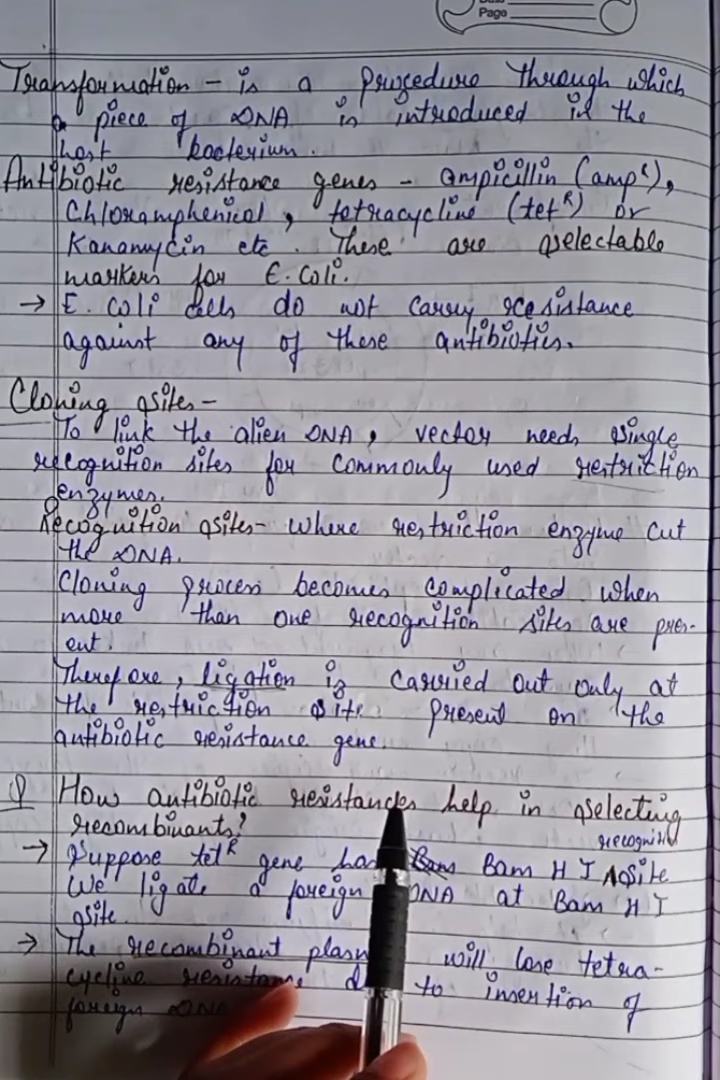 Page
Transformation - is a procedure through which
a piece of DNA is introduced in the
host bacterium.
Antibiotic resistance genes - ampicillin (ampR),
Chloramphenicol, tetracycline (tetR) or
Kanamycin etc. These are selectable
markers for E.Coli.
→ E. coli cells do not carry resistance
against any of these antibiotics.
Cloning sites -
To link the alien DNA, vector needs single
recognition sites for commonly used restriction
enzymes.
Recognition sites - where restriction enzyme cut
the DNA.
Cloning process becomes complicated when
more than one recognition sites are pres-
ent.
Therefore, ligation is carried out only at
the restriction site present on the
antibiotic resistance gene.
Q How antibiotic resistances help in selecting
recombinants?
recognition
→ Suppose tetR gene has Bam H I site
We ligate a foreign DNA at Bam H I
site.
→ The recombinant will lose tetra-
cycline resistance to insertion of
foreign DNA